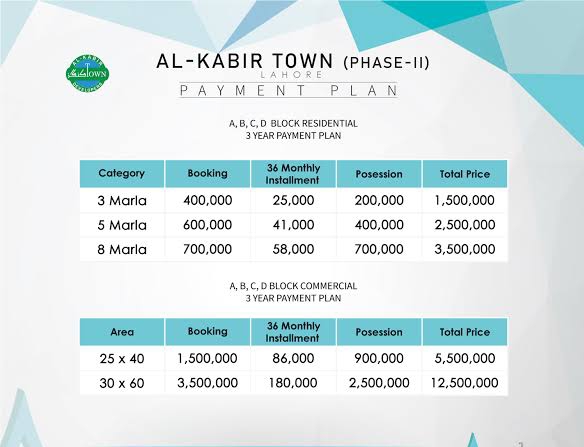 AL-KABIR
TOWN
DEVELOPERS
AL-KABIR TOWN (PHASE-II)
LAHORE
PAYMENT PLAN
A, B, C, D BLOCK RESIDENTIAL
3 YEAR PAYMENT PLAN
Category Booking 36 Monthly Installment Posession Total Price
3 Marla 400,000 25,000 200,000 1,500,000
5 Marla 600,000 41,000 400,000 2,500,000
8 Marla 700,000 58,000 700,000 3,500,000
A, B, C, D BLOCK COMMERCIAL
3 YEAR PAYMENT PLAN
Area Booking 36 Monthly Installment Posession Total Price
25 x 40 1,500,000 86,000 900,000 5,500,000
30 x 60 3,500,000 180,000 2,500,000 12,500,000